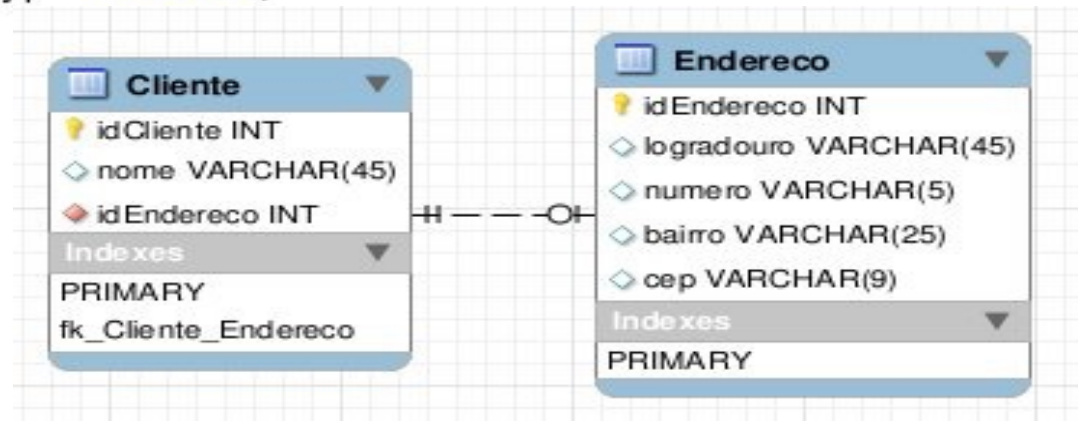 Cliente
idCliente INT
nome VARCHAR(45)
idEndereco INT
Indexes
PRIMARY
fk_Cliente_Endereco
Endereco
idEndereco INT
logradouro VARCHAR(45)
numero VARCHAR(5)
bairro VARCHAR(25)
cep VARCHAR(9)
Indexes
PRIMARY